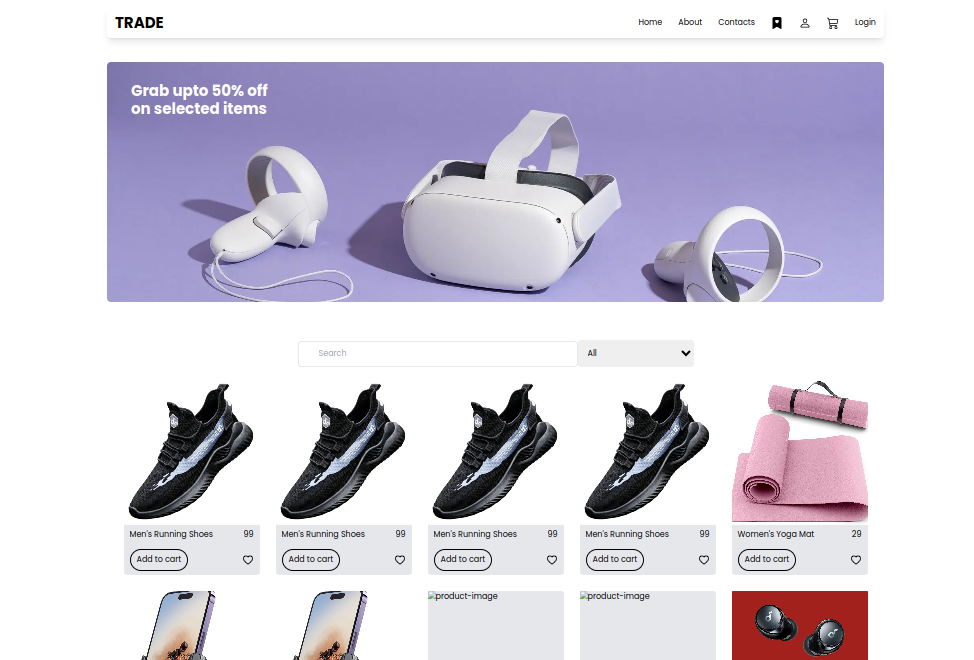 TRADE
Home About Contacts Login
Grab upto 50% off
on selected items
Search All
Men's Running Shoes 99 Men's Running Shoes 99 Men's Running Shoes 99 Men's Running Shoes 99 Women's Yoga Mat 29
Add to cart Add to cart Add to cart Add to cart Add to cart
product-image product-image